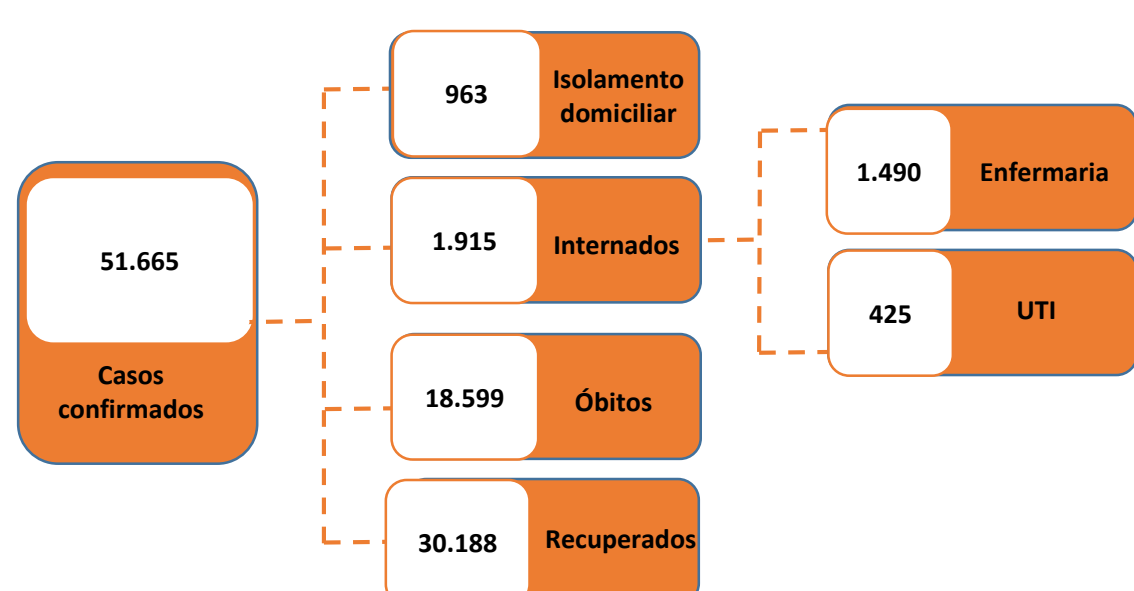 51.665
Casos
confirmados
963
Isolamento
domiciliar
1.915
Internados
18.599
Óbitos
30.188
Recuperados
1.490
Enfermaria
425
UTI